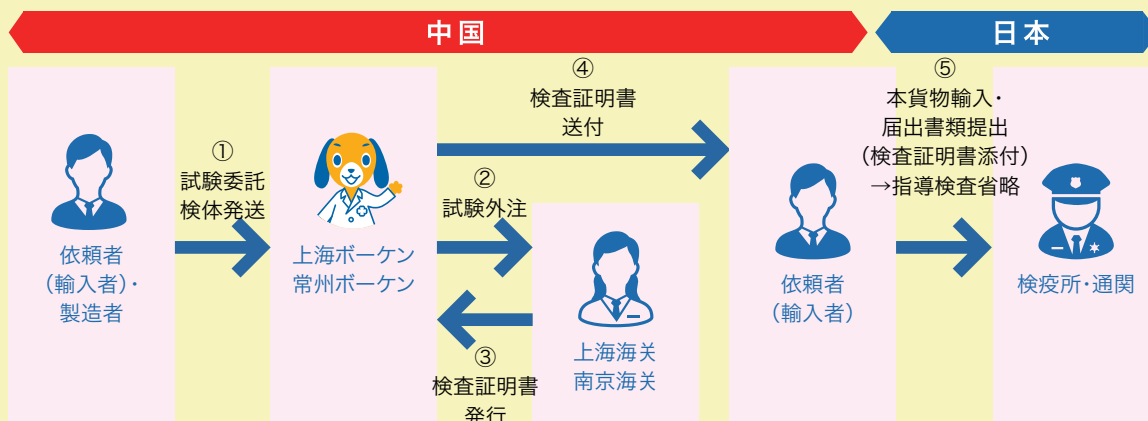 中国
日本
①
試験委託
検体発送
④
検査証明書
送付
②
試験外注
③
検査証明書
発行
⑤
本貨物輸入・
届出書類提出
（検査証明書添付）
→指導検査省略
依頼者
（輸入者）・
製造者
上海ボーケン
常州ボーケン
上海海关
南京海关
依頼者
（輸入者）
検疫所・通関